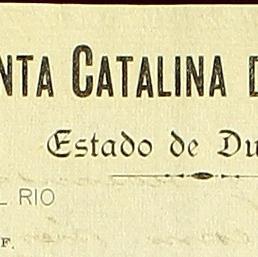 NTA CATALINA D
Estado de Du
L RIO
F.